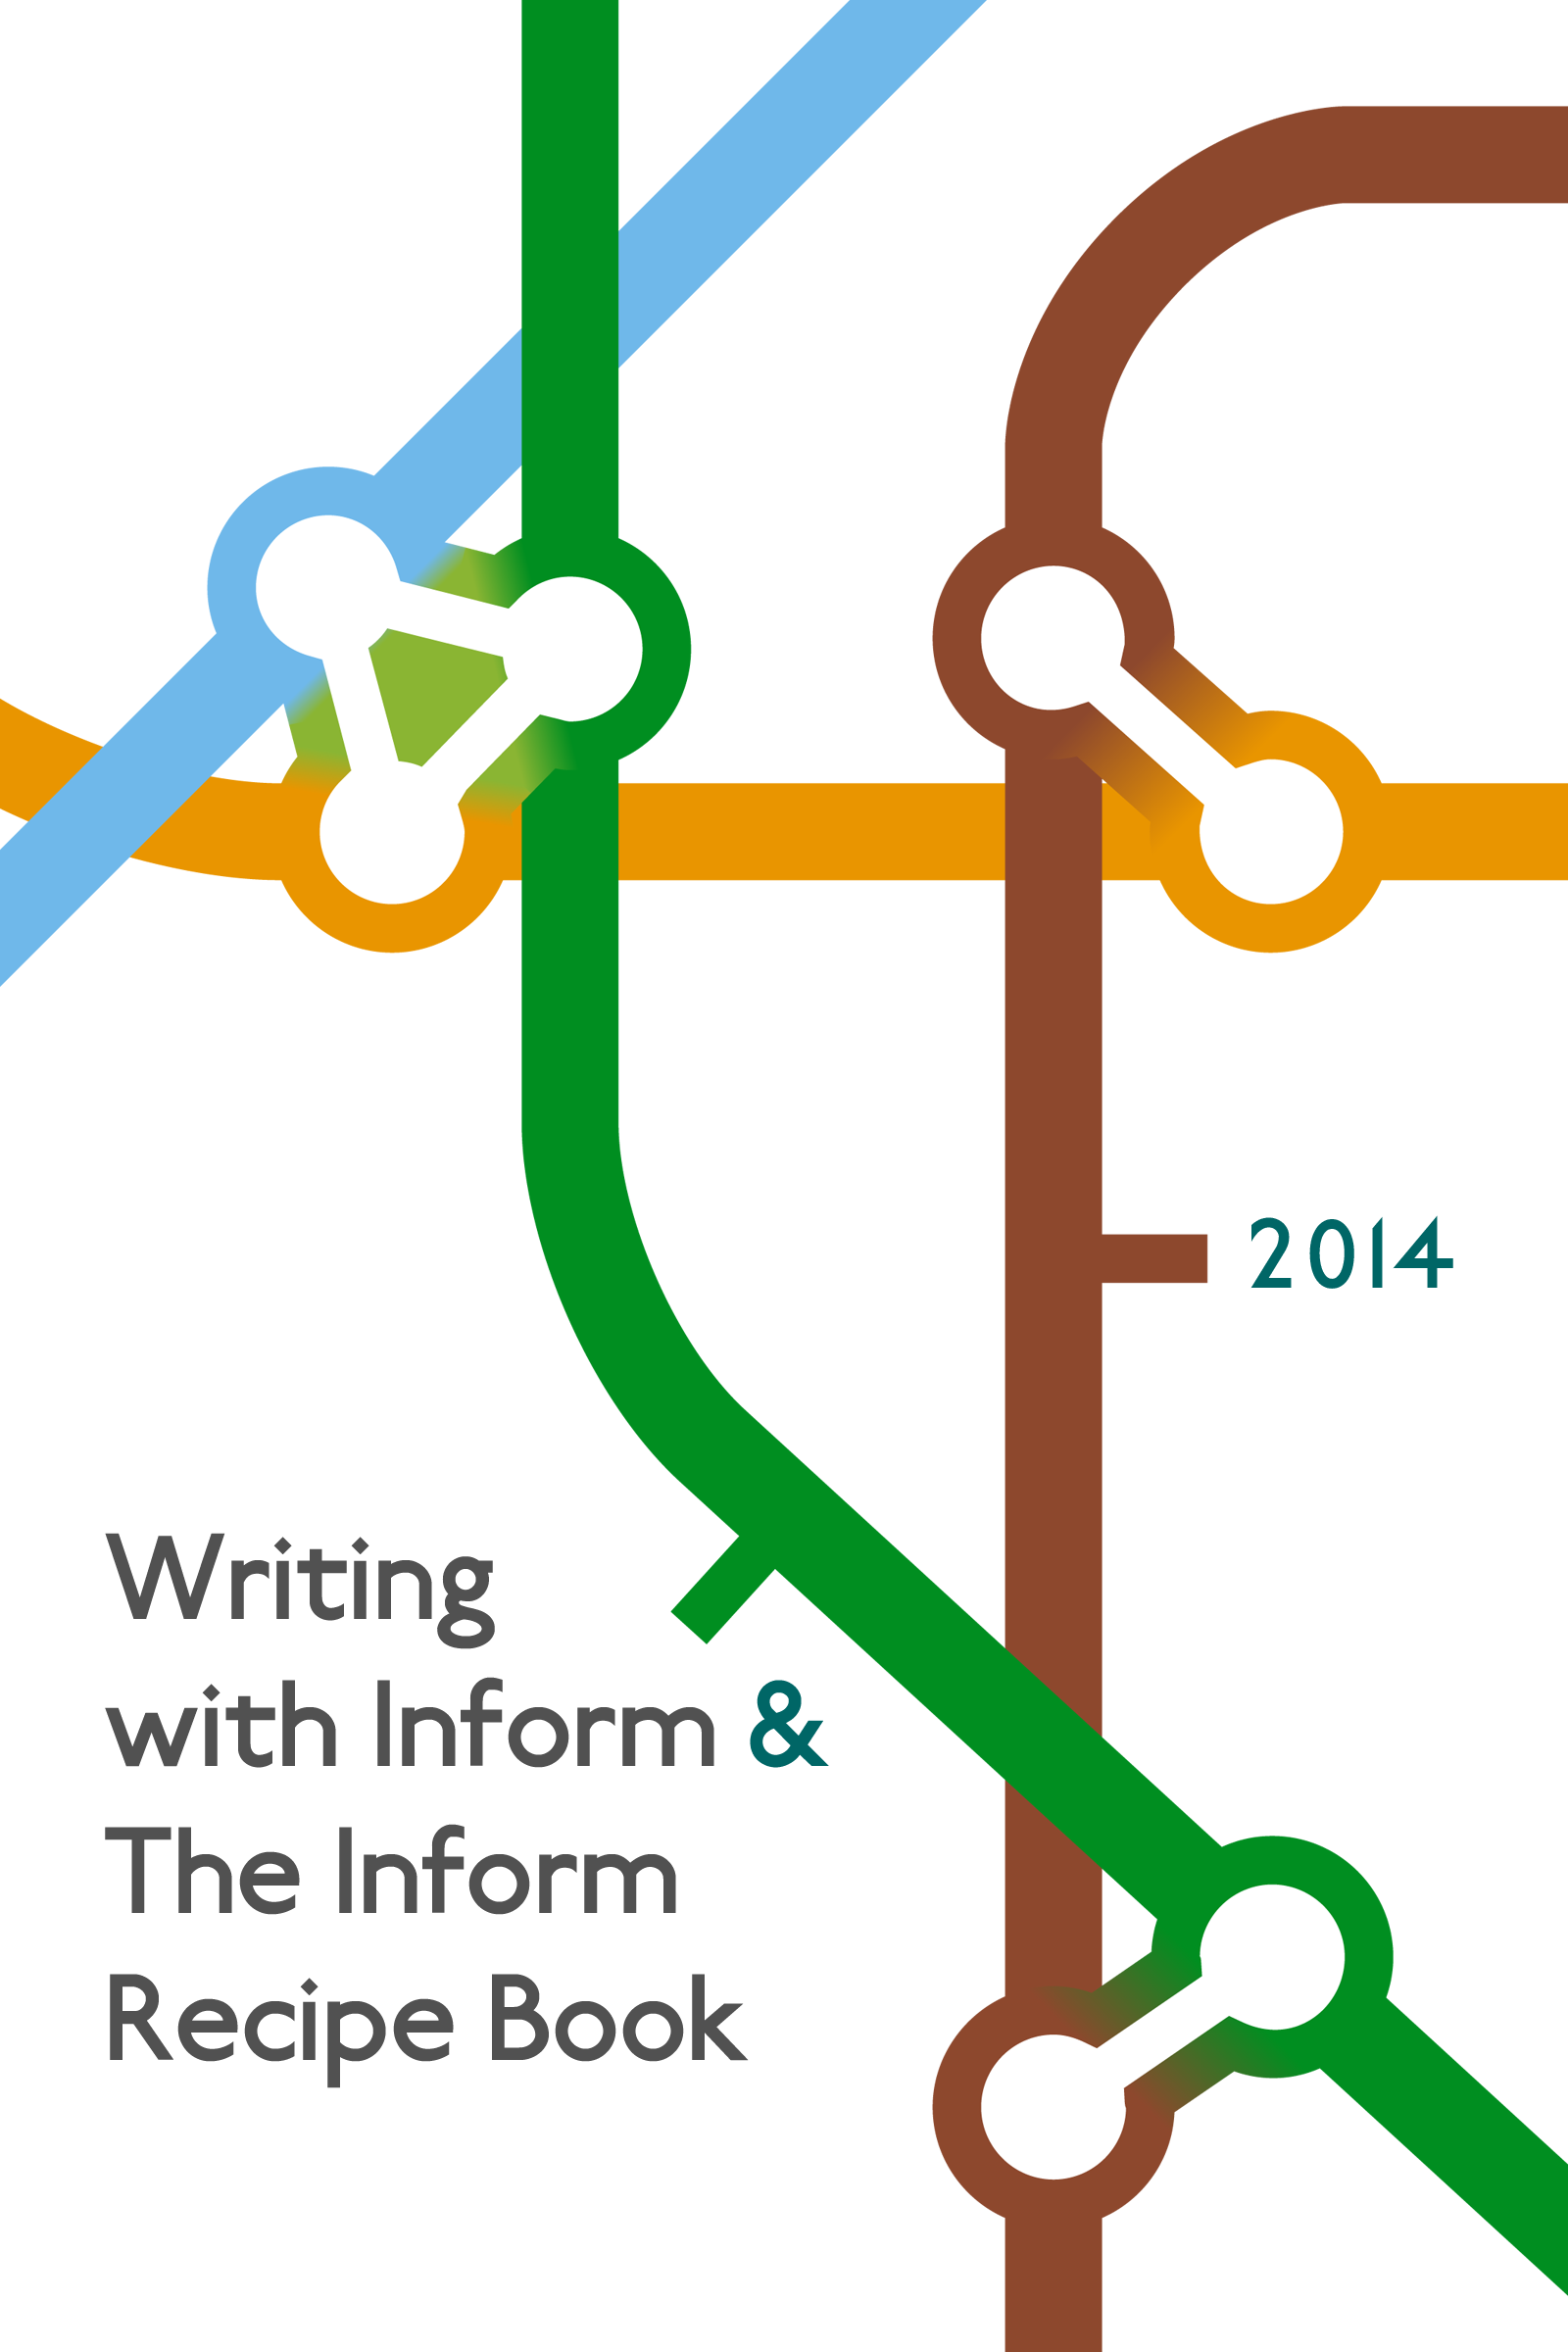 2014
Writing
with Inform &
The Inform
Recipe Book